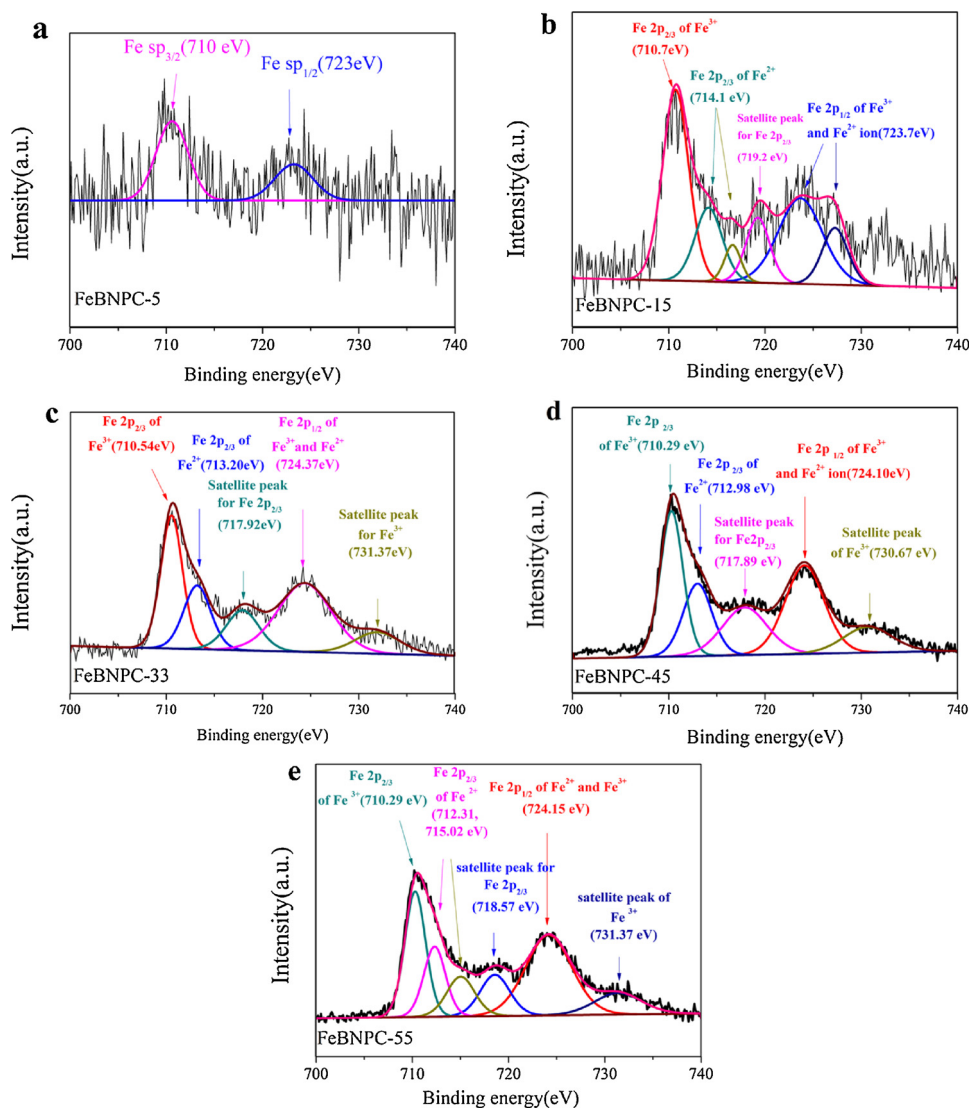 a
Fe sp3/2(710 eV)
Fe sp1/2(723eV)
Intensity(a.u.)
FeBNPC-5
700 710 720 730 740
Binding energy(eV)
b
Fe 2p2/3 of Fe3+
(710.7eV)
Fe 2p2/3 of Fe2+
(714.1 eV)
Satellite peak
for Fe 2p2/3
(719.2 eV)
Fe 2p1/2 of Fe3+
and Fe2+ ion(723.7eV)
Intensity(a.u.)
FeBNPC-15
700 710 720 730 740
Binding energy(eV)
c
Fe 2p2/3 of
Fe3+(710.54eV)
Fe 2p2/3 of
Fe2+(713.20eV)
Satellite peak
for Fe 2p2/3
(717.92eV)
Fe 2p1/2 of
Fe3+ and Fe2+
(724.37eV)
Satellite peak
for Fe3+
(731.37eV)
Intensity(a.u.)
FeBNPC-33
700 710 720 730 740
Binding energy(eV)
d
Fe 2p2/3
of Fe3+(710.29 eV)
Fe 2p2/3 of
Fe2+(712.98 eV)
Satellite peak
for Fe2p2/3
(717.89 eV)
Fe 2p1/2 of Fe3+
and Fe2+ ion(724.10eV)
Satellite peak
of Fe3+(730.67 eV)
Intensity(a.u.)
FeBNPC-45
700 710 720 730 740
Binding energy(eV)
e
Fe 2p2/3
of Fe 3+(710.29 eV)
Fe 2p2/3
of Fe 2+
(712.31,
715.02 eV)
satellite peak for
Fe 2p2/3
(718.57 eV)
Fe 2p1/2 of Fe2+ and Fe3+
(724.15 eV)
satellite peak of
Fe 3+
(731.37 eV)
Intensity(a.u.)
FeBNPC-55
700 710 720 730 740
Binding energy(eV)